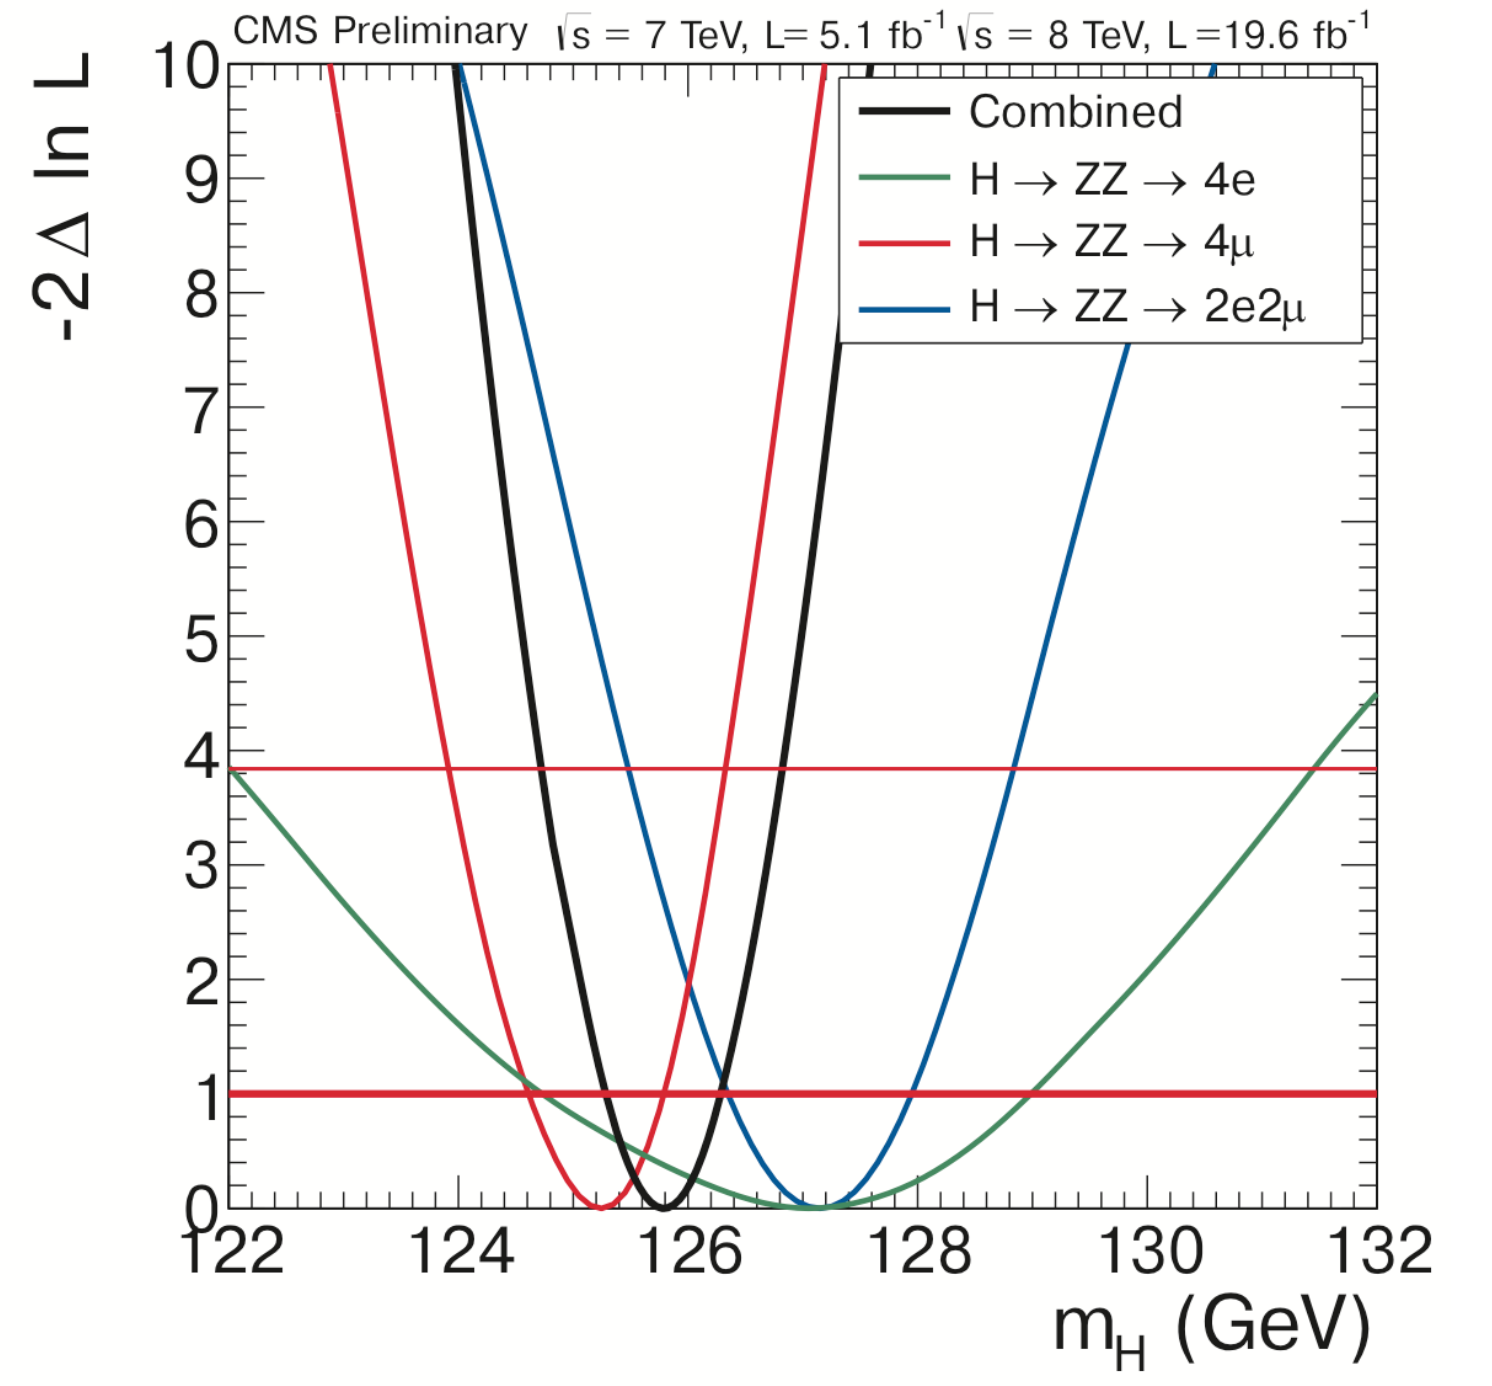 CMS Preliminary √s = 7 TeV, L= 5.1 fb⁻¹ √s = 8 TeV, L =19.6 fb⁻¹
-2 Δ ln L
10
9
8
7
6
5
4
3
2
1
0
Combined
H → ZZ → 4e
H → ZZ → 4μ
H → ZZ → 2e2μ
122 124 126 128 130 132
m_H (GeV)